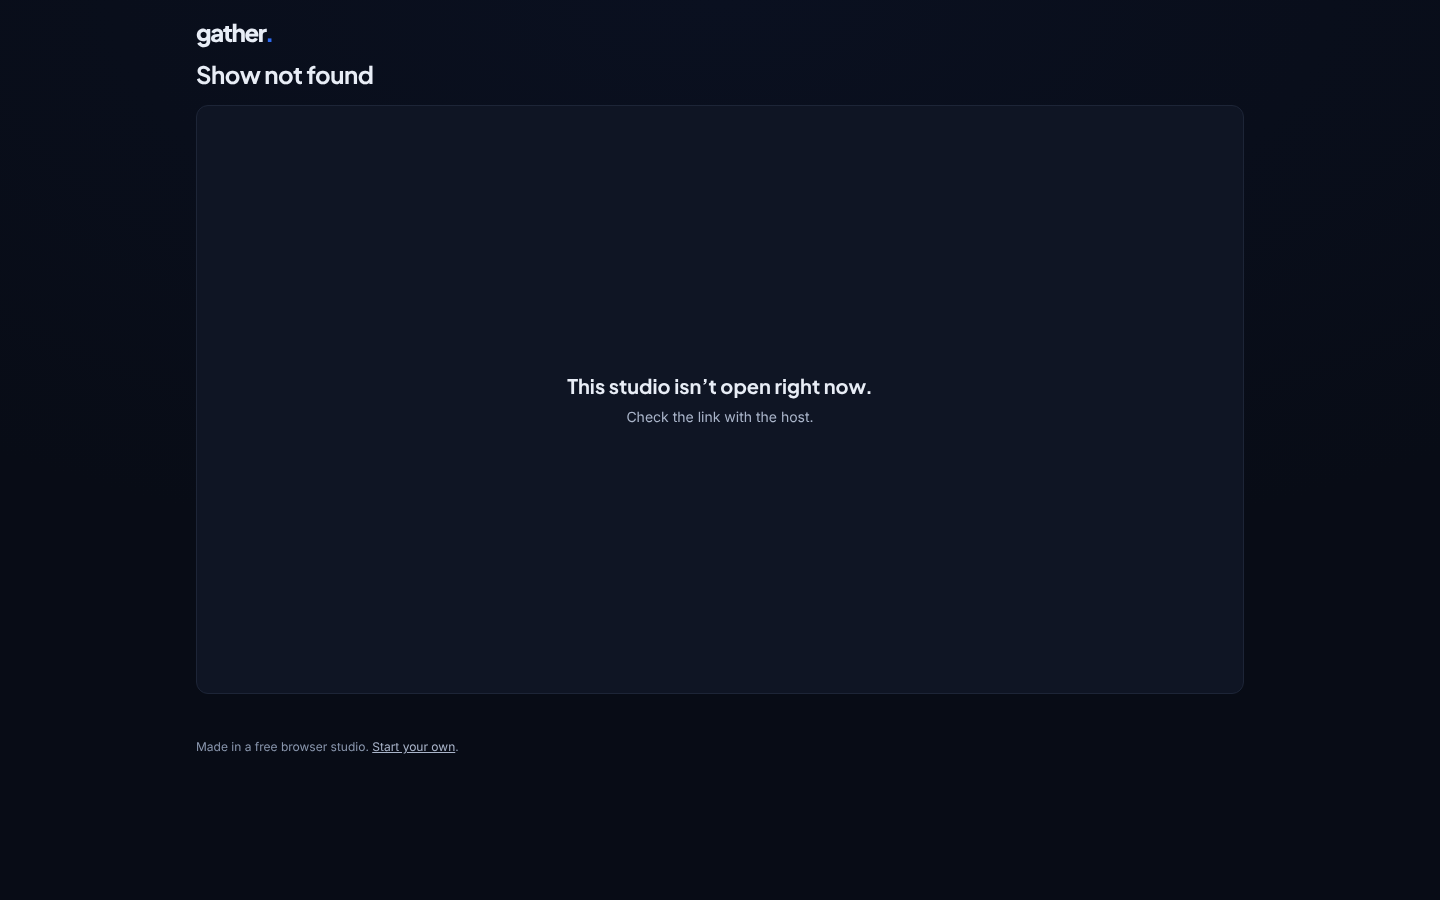 gather.
Show not found
This studio isn’t open right now.
Check the link with the host.
Made in a free browser studio. Start your own.